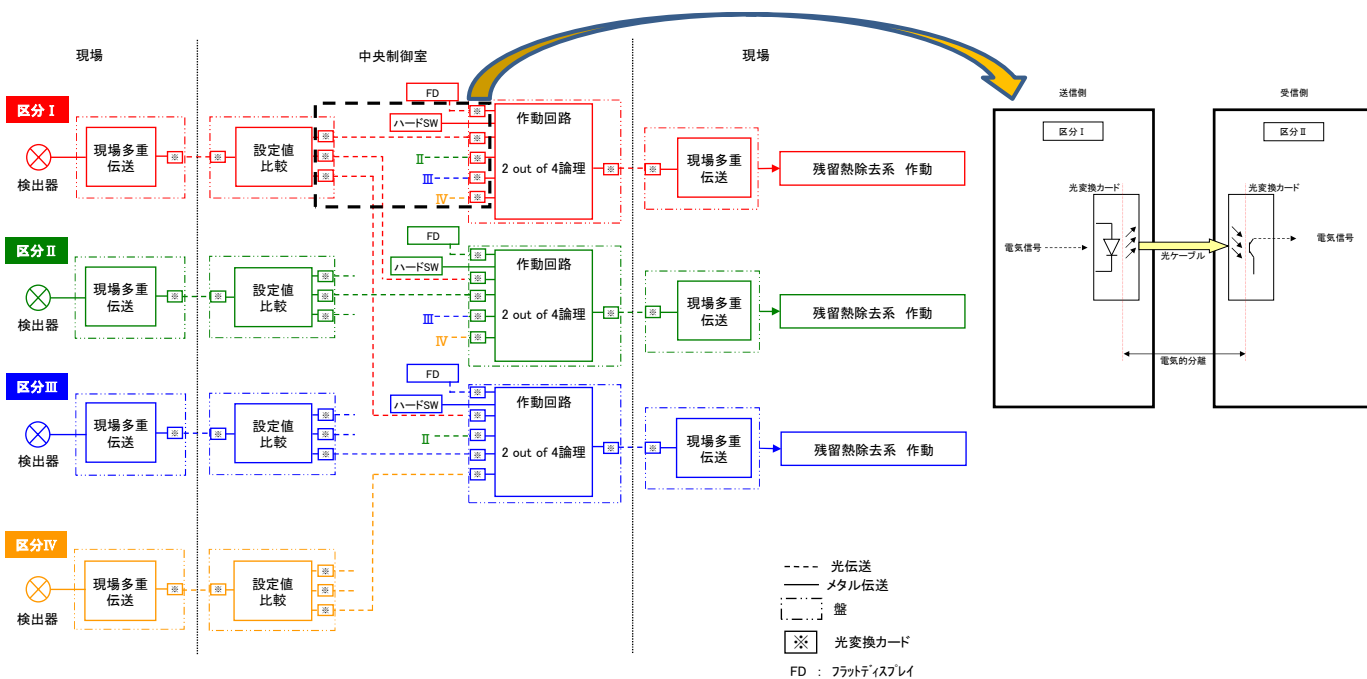 現場
中央制御室
現場
区分Ⅰ
検出器
現場多重
伝送
※
※
設定値
比較
※
※
※
FD
ハードSW
Ⅱ
Ⅲ
Ⅳ
※
※
※
※
※
作動回路
2 out of 4論理
※
※
現場多重
伝送
残留熱除去系 作動
区分Ⅱ
検出器
現場多重
伝送
※
※
設定値
比較
※
※
※
FD
ハードSW
Ⅲ
Ⅳ
※
※
※
※
※
作動回路
2 out of 4論理
※
※
現場多重
伝送
残留熱除去系 作動
区分Ⅲ
検出器
現場多重
伝送
※
※
設定値
比較
※
※
※
FD
ハードSW
Ⅱ
※
※
※
※
※
作動回路
2 out of 4論理
※
※
現場多重
伝送
残留熱除去系 作動
区分Ⅳ
検出器
現場多重
伝送
※
※
設定値
比較
※
※
※
光伝送
メタル伝送
盤
※ 光変換カード
FD : フラットディスプレイ
送信側
受信側
区分Ⅰ
区分Ⅱ
光変換カード
光変換カード
電気信号
光ケーブル
電気信号
電気的分離